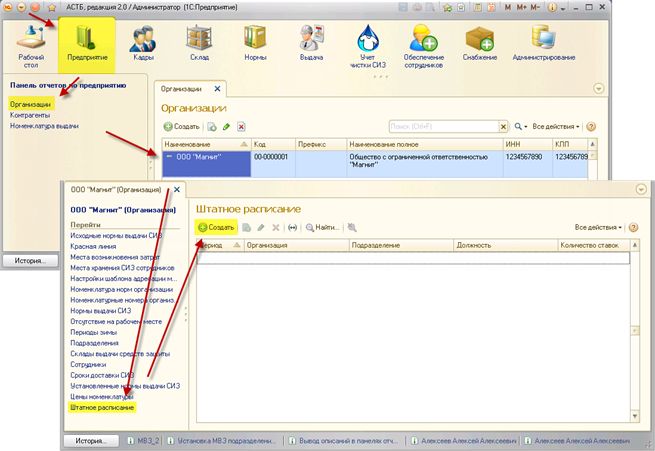 АСТБ, редакция 2.0 / Администратор (1С:Предприятие)
M M+ M-
Рабочий стол
Предприятие
Кадры
Склад
Нормы
Выдача
Учет чистки СИЗ
Обеспечение сотрудников
Снабжение
Администрирование
Панель отчетов по предприятию
Организации
Контрагенты
Номенклатура выдачи
Организации
Организации
Создать
Поиск (Ctrl+F)
Все действия
Наименование Код Префикс Наименование полное ИНН КПП
ООО "Магнит" 00-0000001 Общество с ограниченной ответственностью "Магнит" 1234567890 123456789
История...
ООО "Магнит" (Организация)
ООО "Магнит" (Организация)
Перейти
Исходные нормы выдачи СИЗ
Красная линия
Места возникновения затрат
Места хранения СИЗ сотрудников
Настройки шаблона адресации м...
Номенклатура норм организации
Номенклатурные номера организ...
Нормы выдачи СИЗ
Отсутствие на рабочем месте
Периоды зимы
Подразделения
Склады выдачи средств защиты
Сотрудники
Сроки доставки СИЗ
Установленные нормы выдачи СИЗ
Цены номенклатуры
Штатное расписание
Штатное расписание
Создать
Найти...
Все действия
Период Организация Подразделение Должность Количество ставок
История...
МВЗ_2
Установка МВЗ подразделени...
Вывод описаний в панелях отч...
Алексеев Алексей Алексеевич
Алексеев Алексей Алексеевич